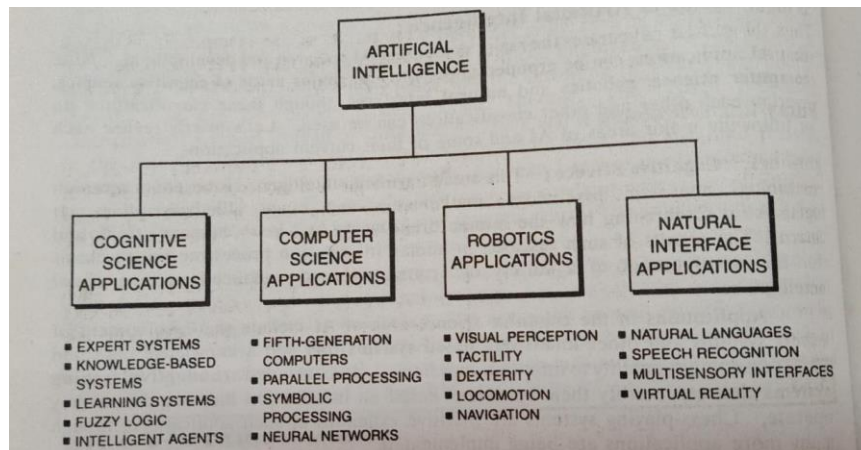 ARTIFICIAL
INTELLIGENCE
COGNITIVE
SCIENCE
APPLICATIONS
■ EXPERT SYSTEMS
■ KNOWLEDGE-BASED
SYSTEMS
■ LEARNING SYSTEMS
■ FUZZY LOGIC
■ INTELLIGENT AGENTS
COMPUTER
SCIENCE
APPLICATIONS
■ FIFTH-GENERATION
COMPUTERS
■ PARALLEL PROCESSING
■ SYMBOLIC
PROCESSING
■ NEURAL NETWORKS
ROBOTICS
APPLICATIONS
■ VISUAL PERCEPTION
■ TACTILITY
■ DEXTERITY
■ LOCOMOTION
■ NAVIGATION
NATURAL
INTERFACE
APPLICATIONS
■ NATURAL LANGUAGES
■ SPEECH RECOGNITION
■ MULTISENSORY INTERFACES
■ VIRTUAL REALITY